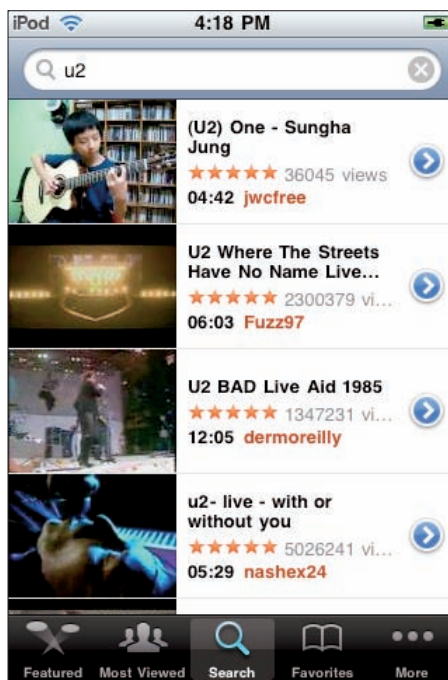 iPod 4:18 PM
u2
(U2) One - Sungha
Jung
36045 views
04:42 jwcfree
U2 Where The Streets
Have No Name Live...
2300379 vi...
06:03 Fuzz97
U2 BAD Live Aid 1985
1347231 vi...
12:05 dermoreilly
u2- live - with or
without you
5026241 vi...
05:29 nashex24
Featured Most Viewed Search Favorites More